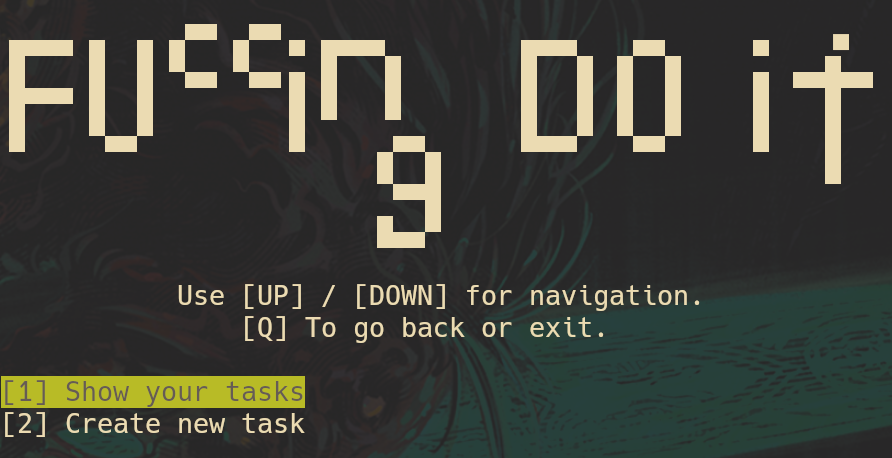 FUCCiNg DO iT
Use [UP] / [DOWN] for navigation.
[Q] To go back or exit.
[1] Show your tasks
[2] Create new task